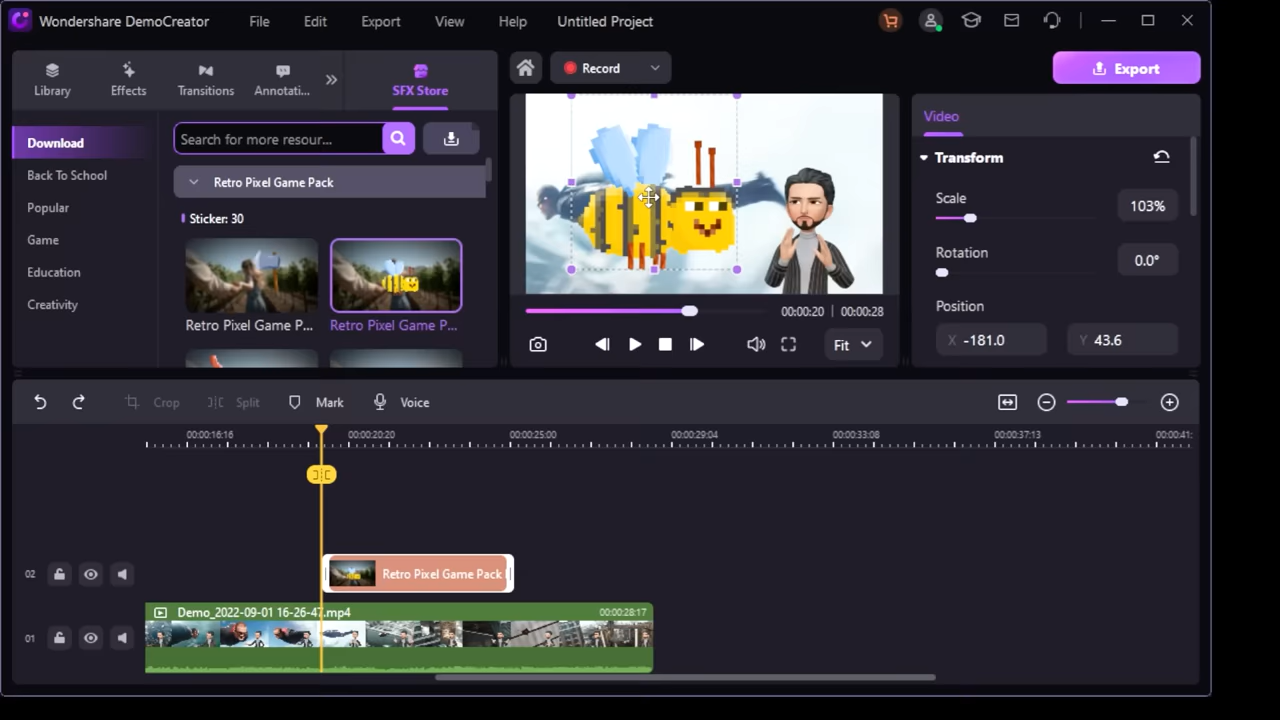 Wondershare DemoCreator File Edit Export View Help Untitled Project
Library Effects Transitions Annotati... SFX Store
Record
Export
Download
Back To School
Popular
Game
Education
Creativity
Search for more resour...
Retro Pixel Game Pack
Sticker: 30
Retro Pixel Game P... Retro Pixel Game P...
00:00:20 | 00:00:28
Fit
Video
Transform
Scale
103%
Rotation
0.0°
Position
X -181.0 Y 43.6
Crop Split Mark Voice
00:00:16:16 00:00:20:20 00:00:25:00 00:00:29:04 00:00:33:08 00:00:37:13 00:00:41:
02 Retro Pixel Game Pack
Demo_2022-09-01 16-26-47.mp4 00:00:28:17
01